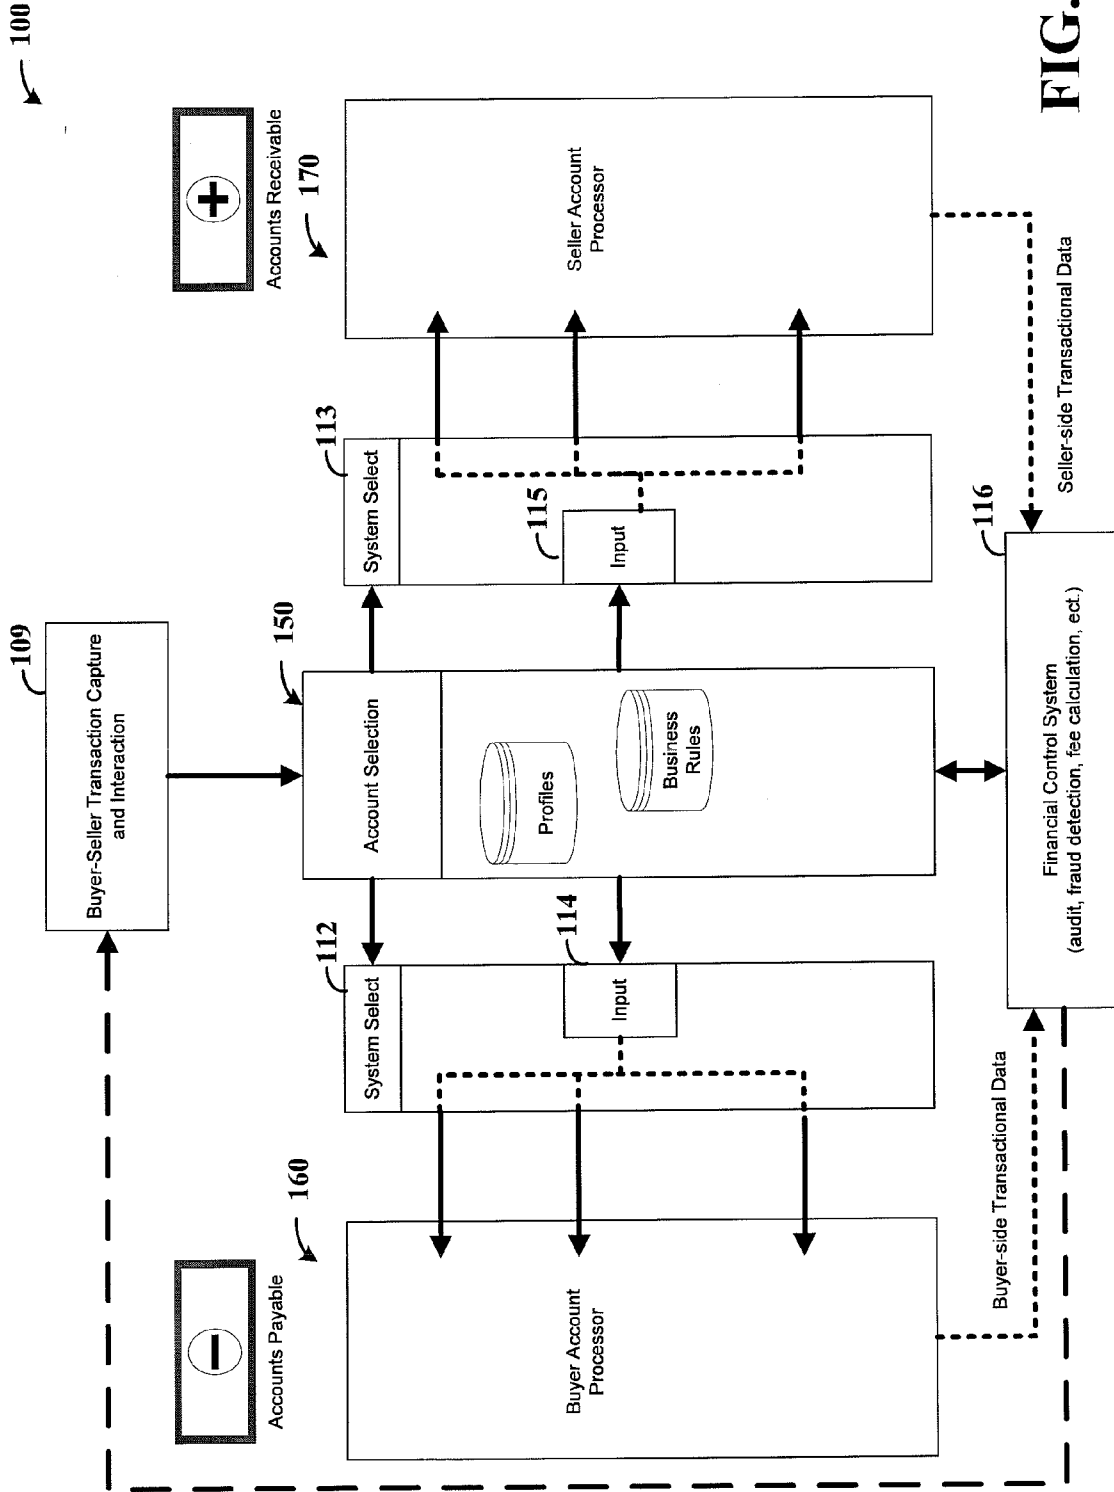 100
109
Buyer-Seller Transaction Capture
and Interaction
Accounts Payable
Accounts Receivable
160
112
150
113
170
System Select
Account Selection
System Select
Profiles
Buyer Account
Processor
114
Input
Business
Rules
115
Input
Seller Account
Processor
Buyer-side Transactional Data
116
Financial Control System
(audit, fraud detection, fee calculation, ect.)
Seller-side Transactional Data
FIG.